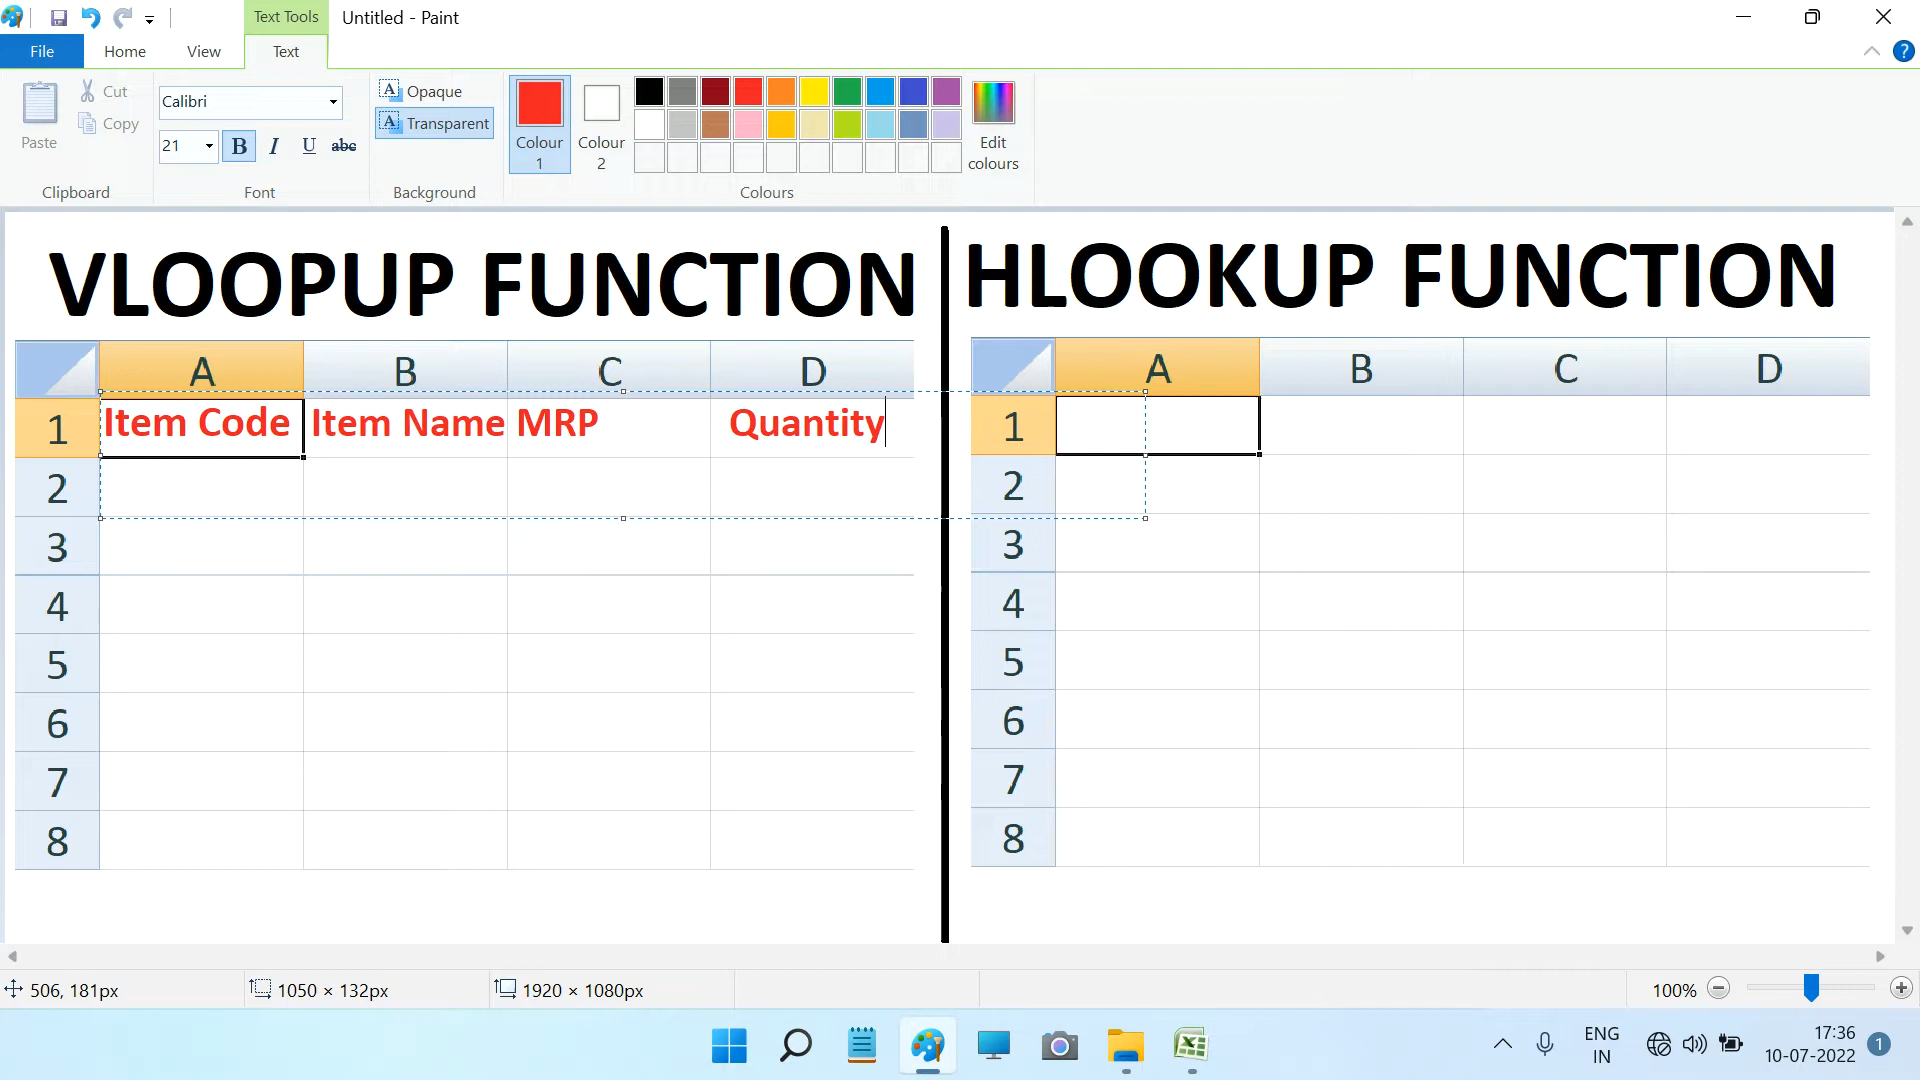 Text Tools
Untitled - Paint
File
Home
View
Text
Paste
Cut
Copy
Clipboard
Calibri
21
B
I
U
abc
Font
A Opaque
A Transparent
Background
Colour 1
Colour 2
Edit colours
Colours
?
VLOOPUP FUNCTION
A B C D
1 Item Code Item Name MRP Quantity
2
3
4
5
6
7
8
HLOOKUP FUNCTION
A B C D
1
2
3
4
5
6
7
8
506, 181px
1050 × 132px
1920 × 1080px
100%
ENG
IN
17:36
10-07-2022
1